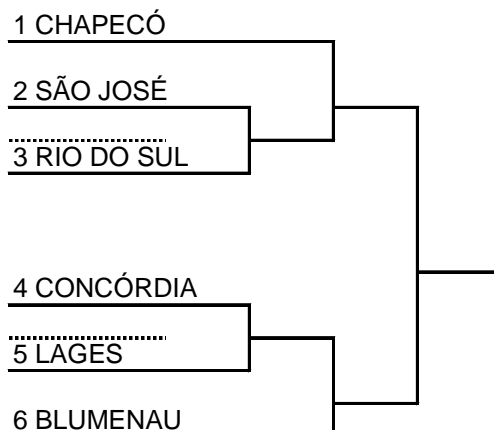 1 CHAPECÓ
2 SÃO JOSÉ
3 RIO DO SUL
4 CONCÓRDIA
5 LAGES
6 BLUMENAU